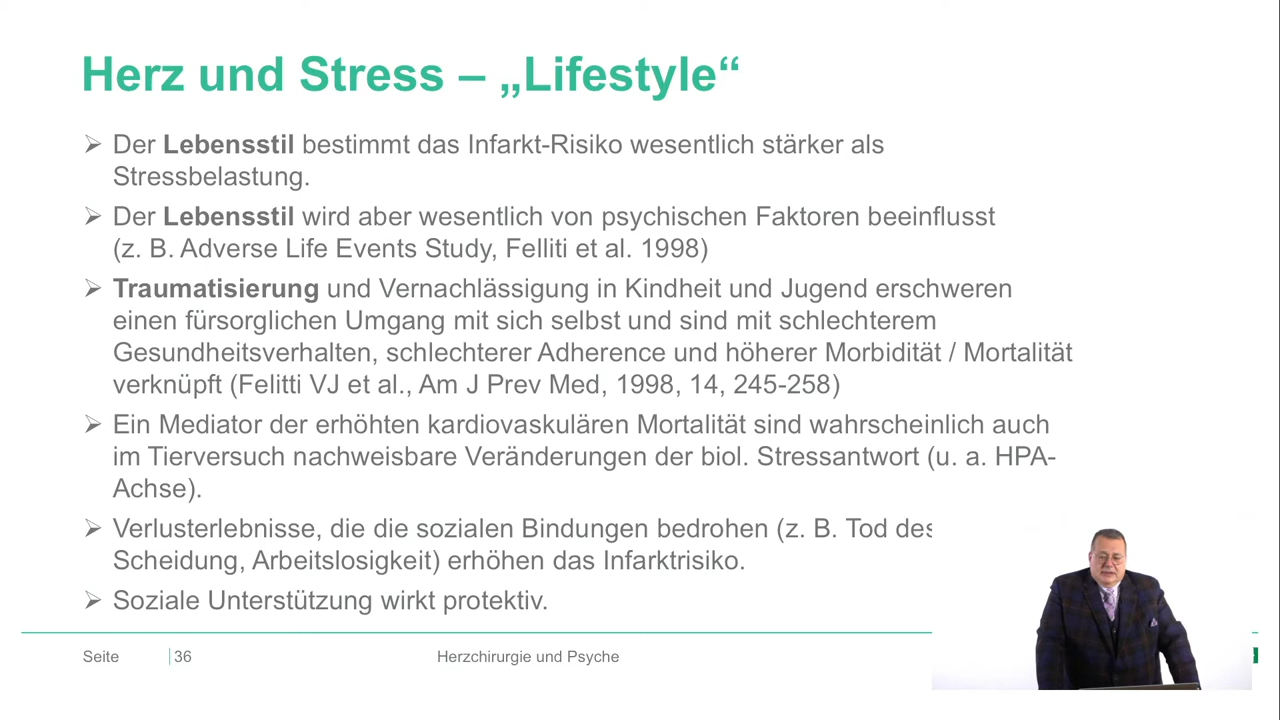 Herz und Stress – „Lifestyle“
➢ Der Lebensstil bestimmt das Infarkt-Risiko wesentlich stärker als
Stressbelastung.
➢ Der Lebensstil wird aber wesentlich von psychischen Faktoren beeinflusst
(z. B. Adverse Life Events Study, Felliti et al. 1998)
➢ Traumatisierung und Vernachlässigung in Kindheit und Jugend erschweren
einen fürsorglichen Umgang mit sich selbst und sind mit schlechterem
Gesundheitsverhalten, schlechterer Adherence und höherer Morbidität / Mortalität
verknüpft (Felitti VJ et al., Am J Prev Med, 1998, 14, 245-258)
➢ Ein Mediator der erhöhten kardiovaskulären Mortalität sind wahrscheinlich auch
im Tierversuch nachweisbare Veränderungen der biol. Stressantwort (u. a. HPA-
Achse).
➢ Verlusterlebnisse, die die sozialen Bindungen bedrohen (z. B. Tod des
Scheidung, Arbeitslosigkeit) erhöhen das Infarktrisiko.
➢ Soziale Unterstützung wirkt protektiv.
Seite | 36 Herzchirurgie und Psyche